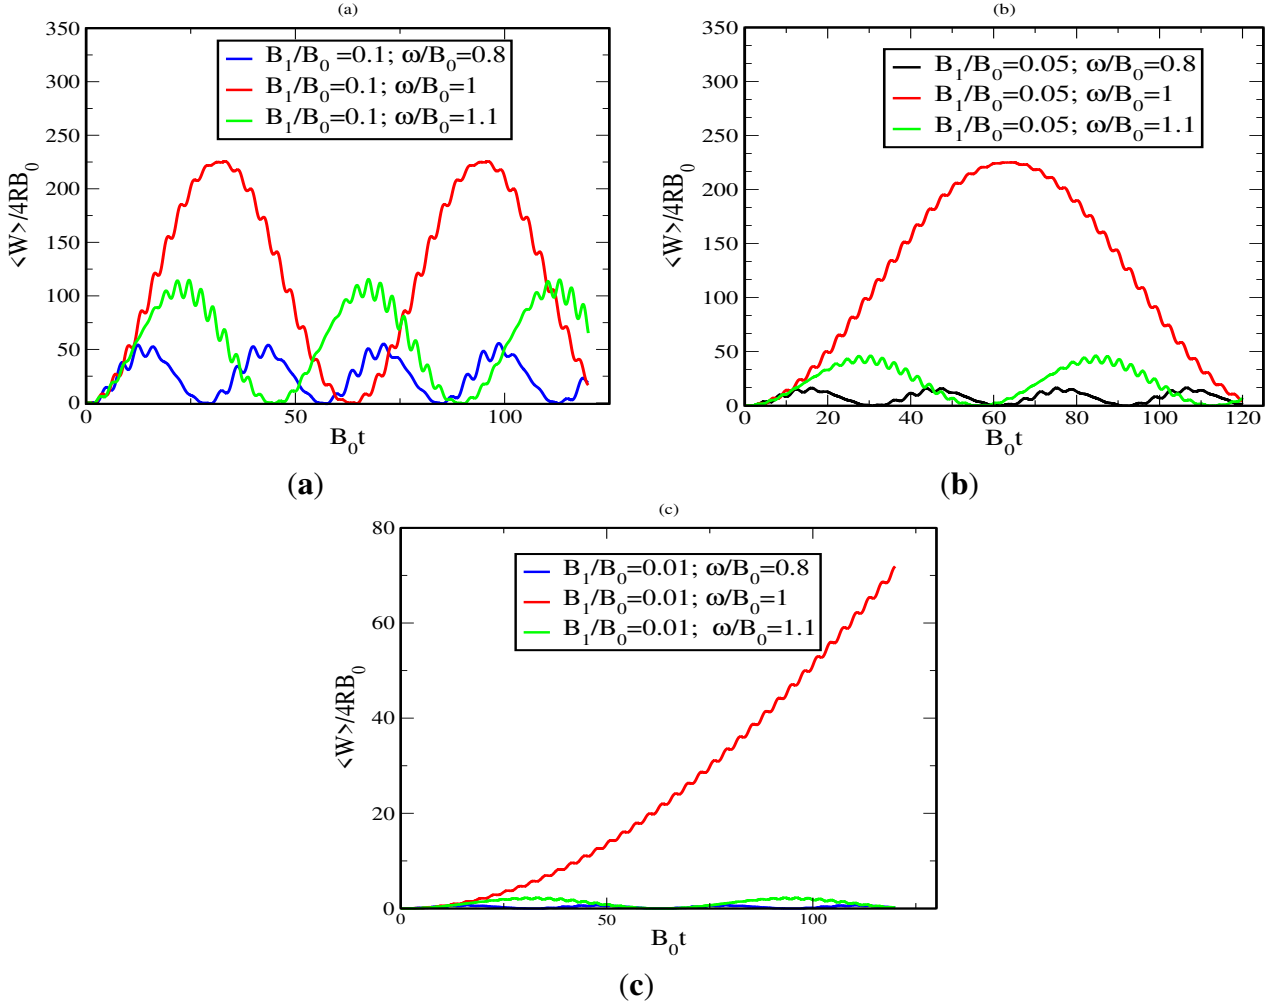 (a)
350
300
250
200
150
100
50
0
<W>/4RB₀
B₁/B₀ =0.1; ω/B₀=0.8
B₁/B₀=0.1; ω/B₀=1
B₁/B₀=0.1; ω/B₀=1.1
0 50 100
B₀t
(a)
(b)
350
300
250
200
150
100
50
0
<W>/4RB₀
B₁/B₀=0.05; ω/B₀=0.8
B₁/B₀=0.05; ω/B₀=1
B₁/B₀=0.05; ω/B₀=1.1
0 20 40 60 80 100 120
B₀t
(b)
(c)
80
60
40
20
0
<W>/4RB₀
B₁/B₀=0.01; ω/B₀=0.8
B₁/B₀=0.01; ω/B₀=1
B₁/B₀=0.01; ω/B₀=1.1
0 50 100
B₀t
(c)